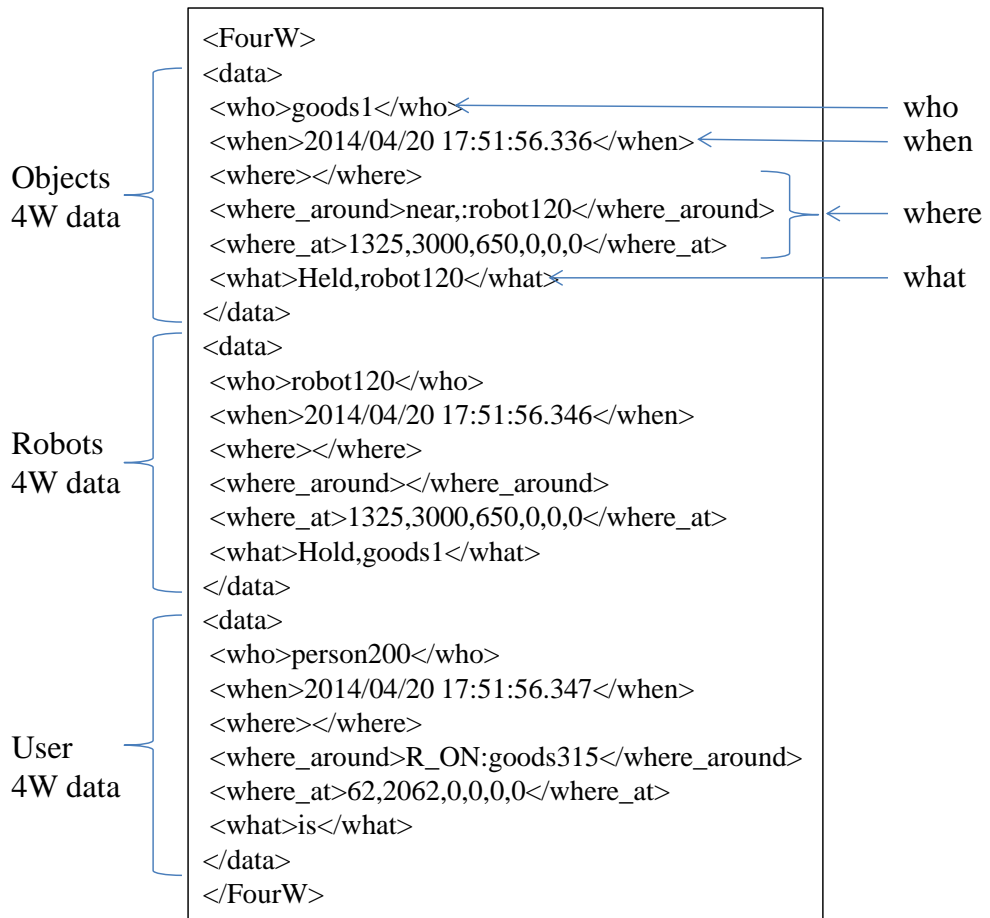 <FourW>
<data>
<who>goods1</who>
who
<when>2014/04/20 17:51:56.336</when>
when
Objects
4W data
<where></where>
<where_around>near,:robot120</where_around>
where
<where_at>1325,3000,650,0,0,0</where_at>
<what>Held,robot120</what>
what
</data>
<data>
<who>robot120</who>
<when>2014/04/20 17:51:56.346</when>
Robots
4W data
<where></where>
<where_around></where_around>
<where_at>1325,3000,650,0,0,0</where_at>
<what>Hold,goods1</what>
</data>
<data>
<who>person200</who>
<when>2014/04/20 17:51:56.347</when>
<where></where>
User
4W data
<where_around>R_ON:goods315</where_around>
<where_at>62,2062,0,0,0,0</where_at>
<what>is</what>
</data>
</FourW>